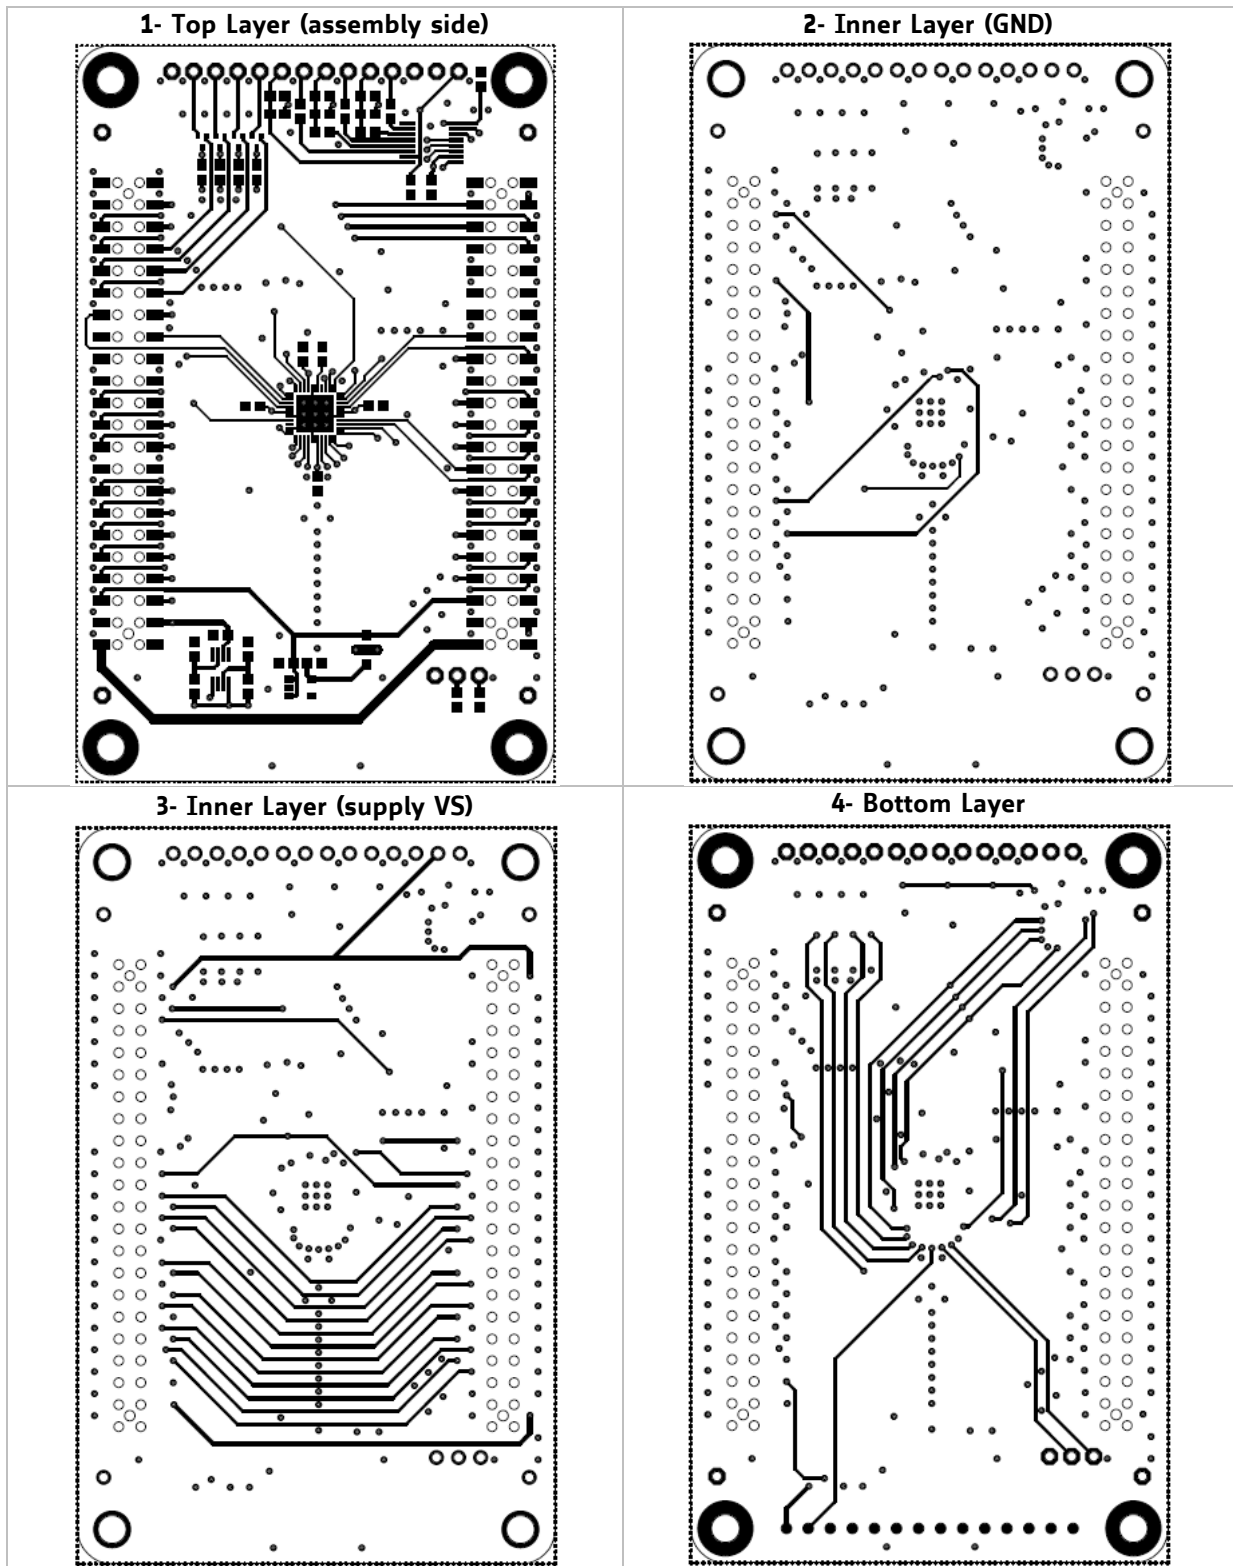 1- Top Layer (assembly side)
2- Inner Layer (GND)
3- Inner Layer (supply VS)
4- Bottom Layer